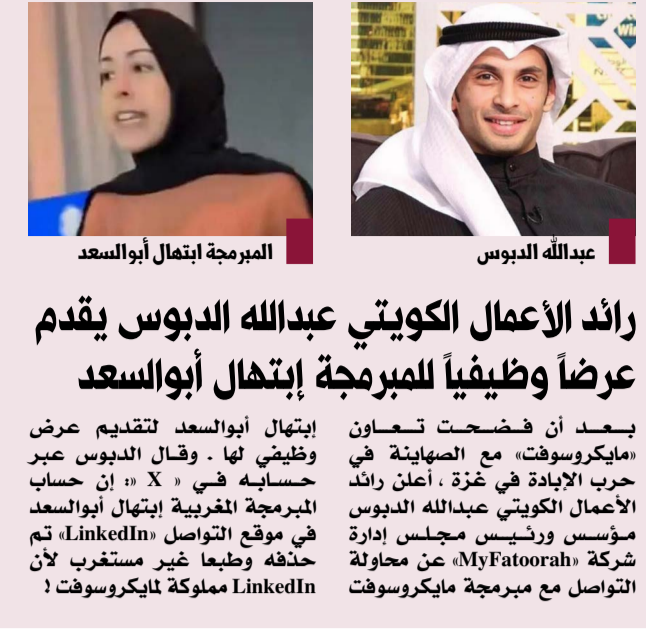 عبدالله الدبوس
المبرمجة ابتهال أبوالسعد
رائد الأعمال الكويتي عبدالله الدبوس يقدم
عرضاً وظيفياً للمبرمجة إبتهال أبوالسعد
بعد أن فضحت تعاون
«مايكروسوفت» مع الصهاينة في
حرب الإبادة في غزة ، أعلن رائد
الأعمال الكويتي عبدالله الدبوس
مؤسس ورئيس مجلس إدارة
شركة «MyFatoorah» عن محاولة
التواصل مع مبرمجة مايكروسوفت
إبتهال أبوالسعد لتقديم عرض
وظيفي لها . وقال الدبوس عبر
حسابه في « X »: إن حساب
المبرمجة المغربية إبتهال أبوالسعد
في موقع التواصل «LinkedIn» تم
حذفه وطبعا غير مستغرب لأن
LinkedIn مملوكة لمايكروسوفت !